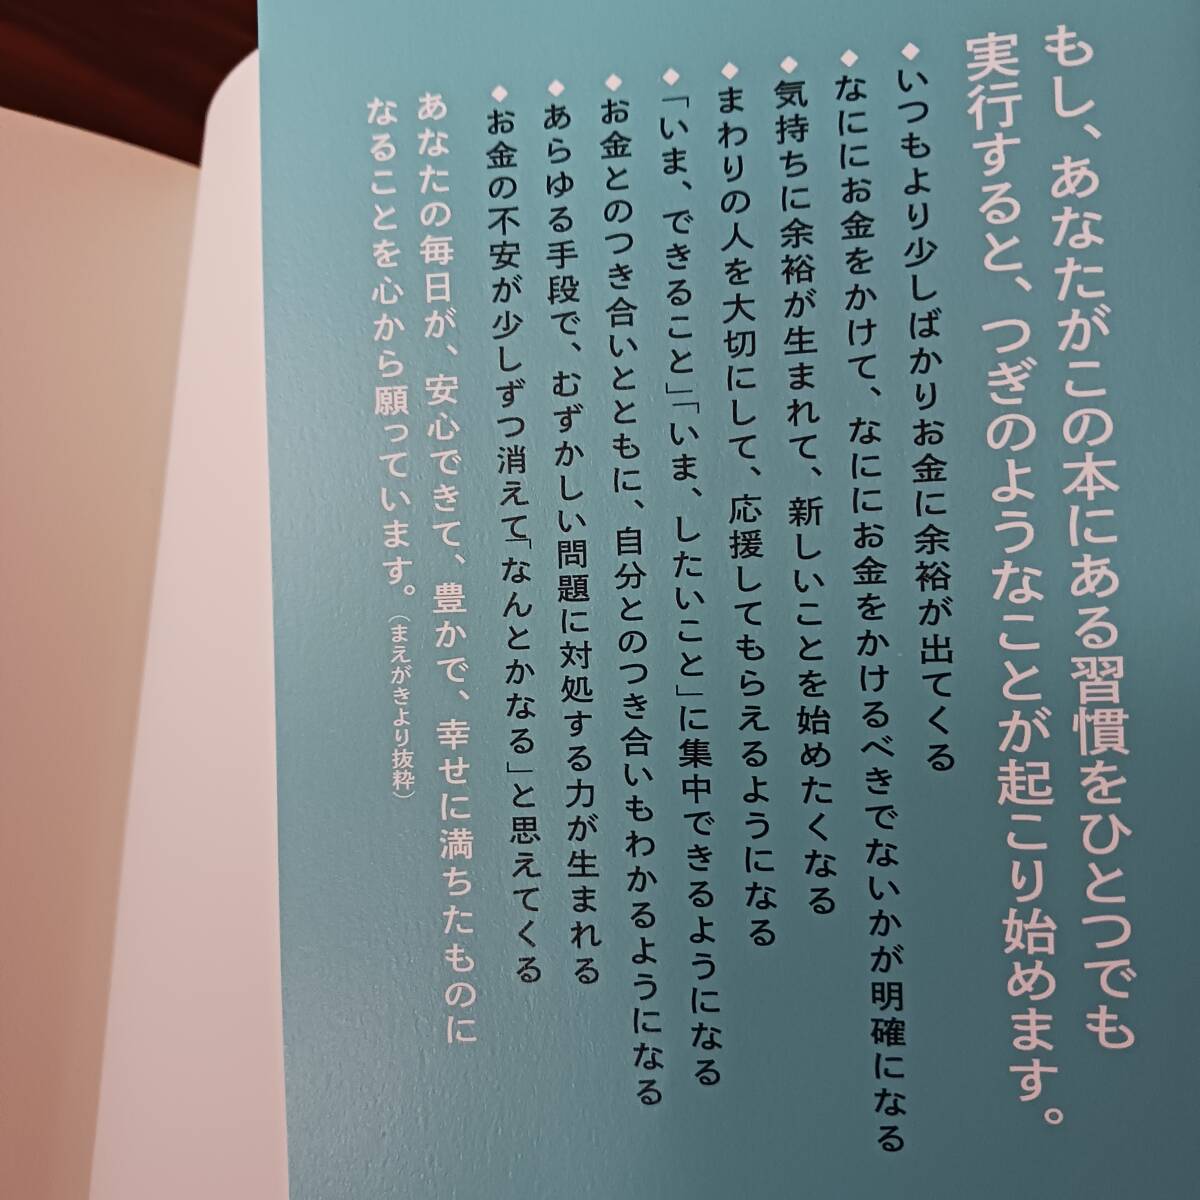 もし、あなたがこの本にある習慣をひとつでも
実行すると、つぎのようなことが起こり始めます。
◆いつもより少しばかりお金に余裕が出てくる
◆なににお金をかけて、なににお金をかけるべきでないかが明確になる
◆気持ちに余裕が生まれて、新しいことを始めたくなる
◆まわりの人を大切にして、応援してもらえるようになる
◆「いま、できること」「いま、したいこと」に集中できるようになる
◆お金とのつき合いとともに、自分とのつき合いもわかるようになる
◆あらゆる手段で、むずかしい問題に対処する力が生まれる
◆お金の不安が少しずつ消えて「なんとかなる」と思えてくる
あなたの毎日が、安心できて、豊かで、幸せに満ちたものに
なることを心から願っています。(まえがきより抜粋)